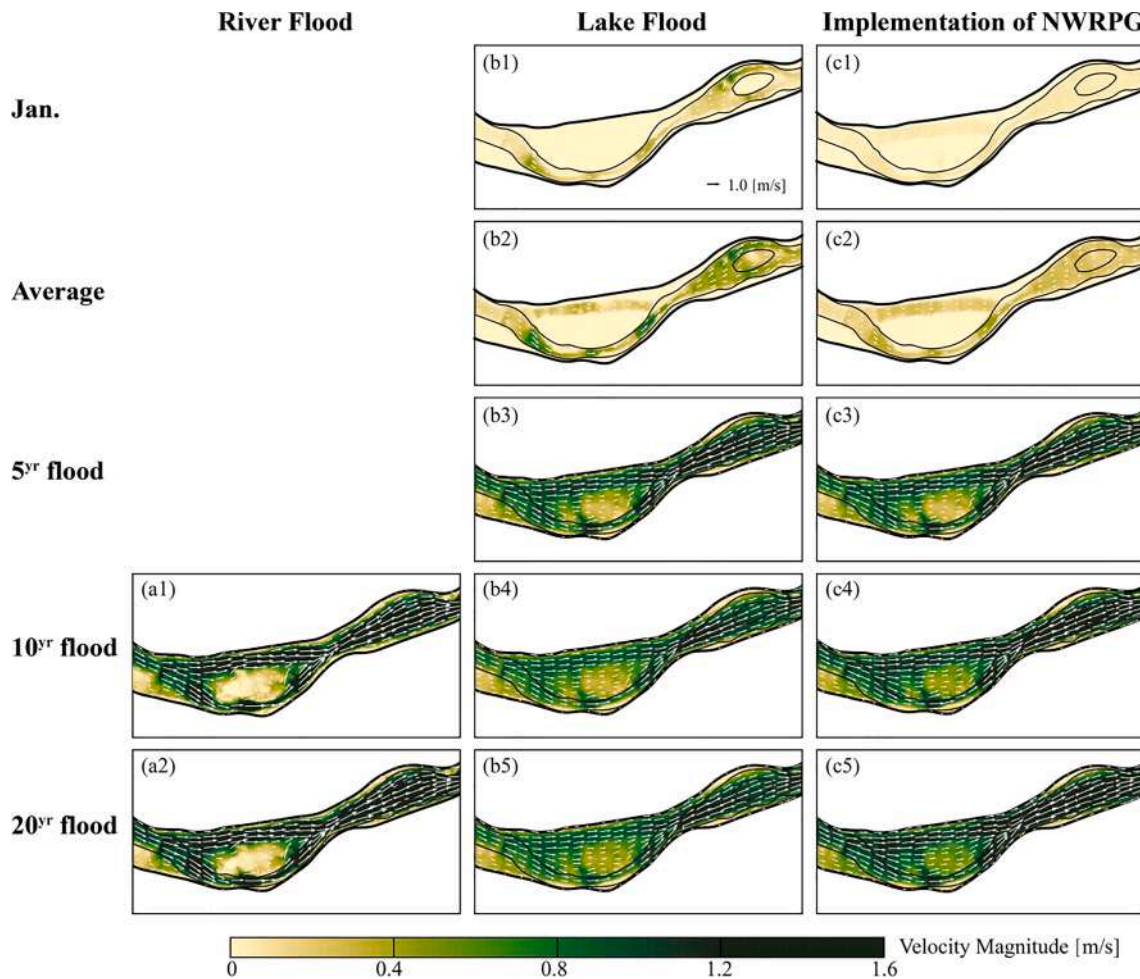 River Flood Lake Flood Implementation of NWRPG
Jan. (b1) (c1)
1.0 [m/s]
Average (b2) (c2)
5yr flood (b3) (c3)
10yr flood (a1) (b4) (c4)
20yr flood (a2) (b5) (c5)
Velocity Magnitude [m/s]
0 0.4 0.8 1.2 1.6